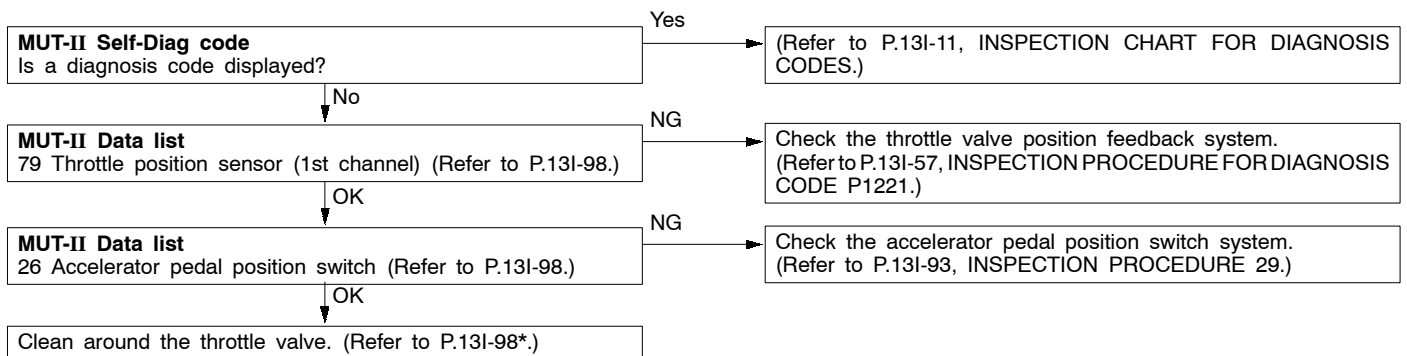 Yes
MUT-II Self-Diag code
Is a diagnosis code displayed?
(Refer to P.13I-11, INSPECTION CHART FOR DIAGNOSIS
CODES.)
No
MUT-II Data list
79 Throttle position sensor (1st channel) (Refer to P.13I-98.)
NG
Check the throttle valve position feedback system.
(Refer to P.13I-57, INSPECTION PROCEDURE FOR DIAGNOSIS
CODE P1221.)
OK
MUT-II Data list
26 Accelerator pedal position switch (Refer to P.13I-98.)
NG
Check the accelerator pedal position switch system.
(Refer to P.13I-93, INSPECTION PROCEDURE 29.)
OK
Clean around the throttle valve. (Refer to P.13I-98*.)